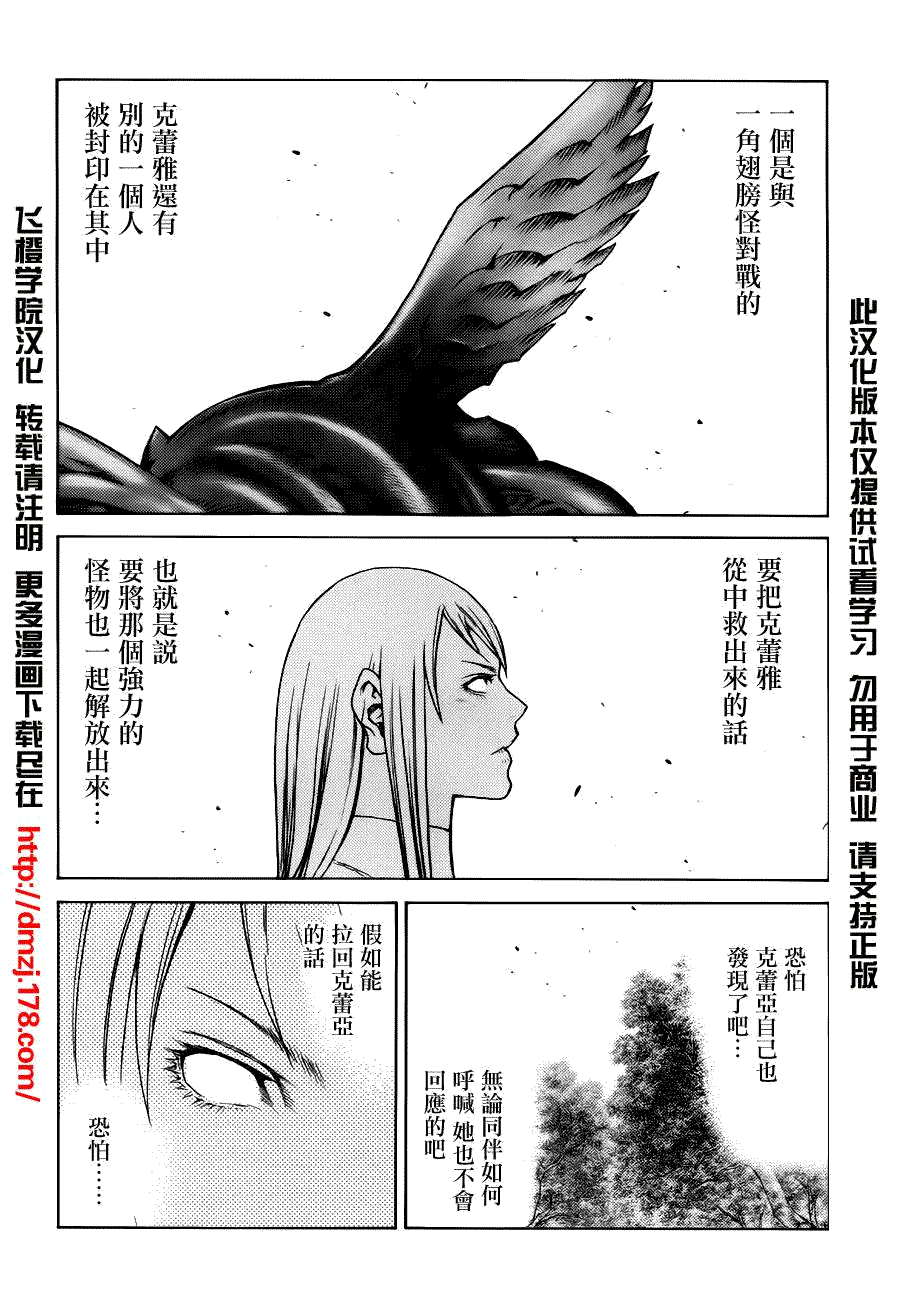 一個是與
一角翅膀怪對戰的
克蕾雅還有
別的一個人
被封印在其中
要把克蕾雅
從中救出來的話
也就是說
要將那個強力的
怪物也一起解放出來…
恐怕
克蕾亞自己也
發現了吧…
無論同伴如何
呼喊她也不會
回應的吧
假如能
拉回克蕾亞
的話
恐怕……
此汉化版本仅提供试看学习 勿用于商业 请支持正版
飞橙学院汉化 转载请注明 更多漫画下载尽在 http://dmzj.178.com/